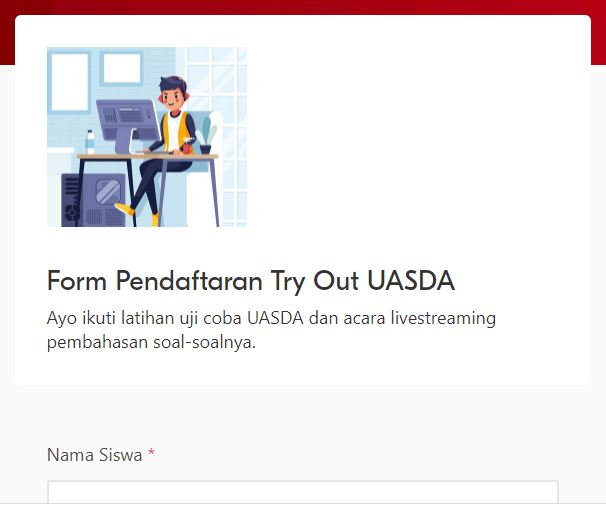 Form Pendaftaran Try Out UASDA
Ayo ikuti latihan uji coba UASDA dan acara livestreaming
pembahasan soal-soalnya.
Nama Siswa *